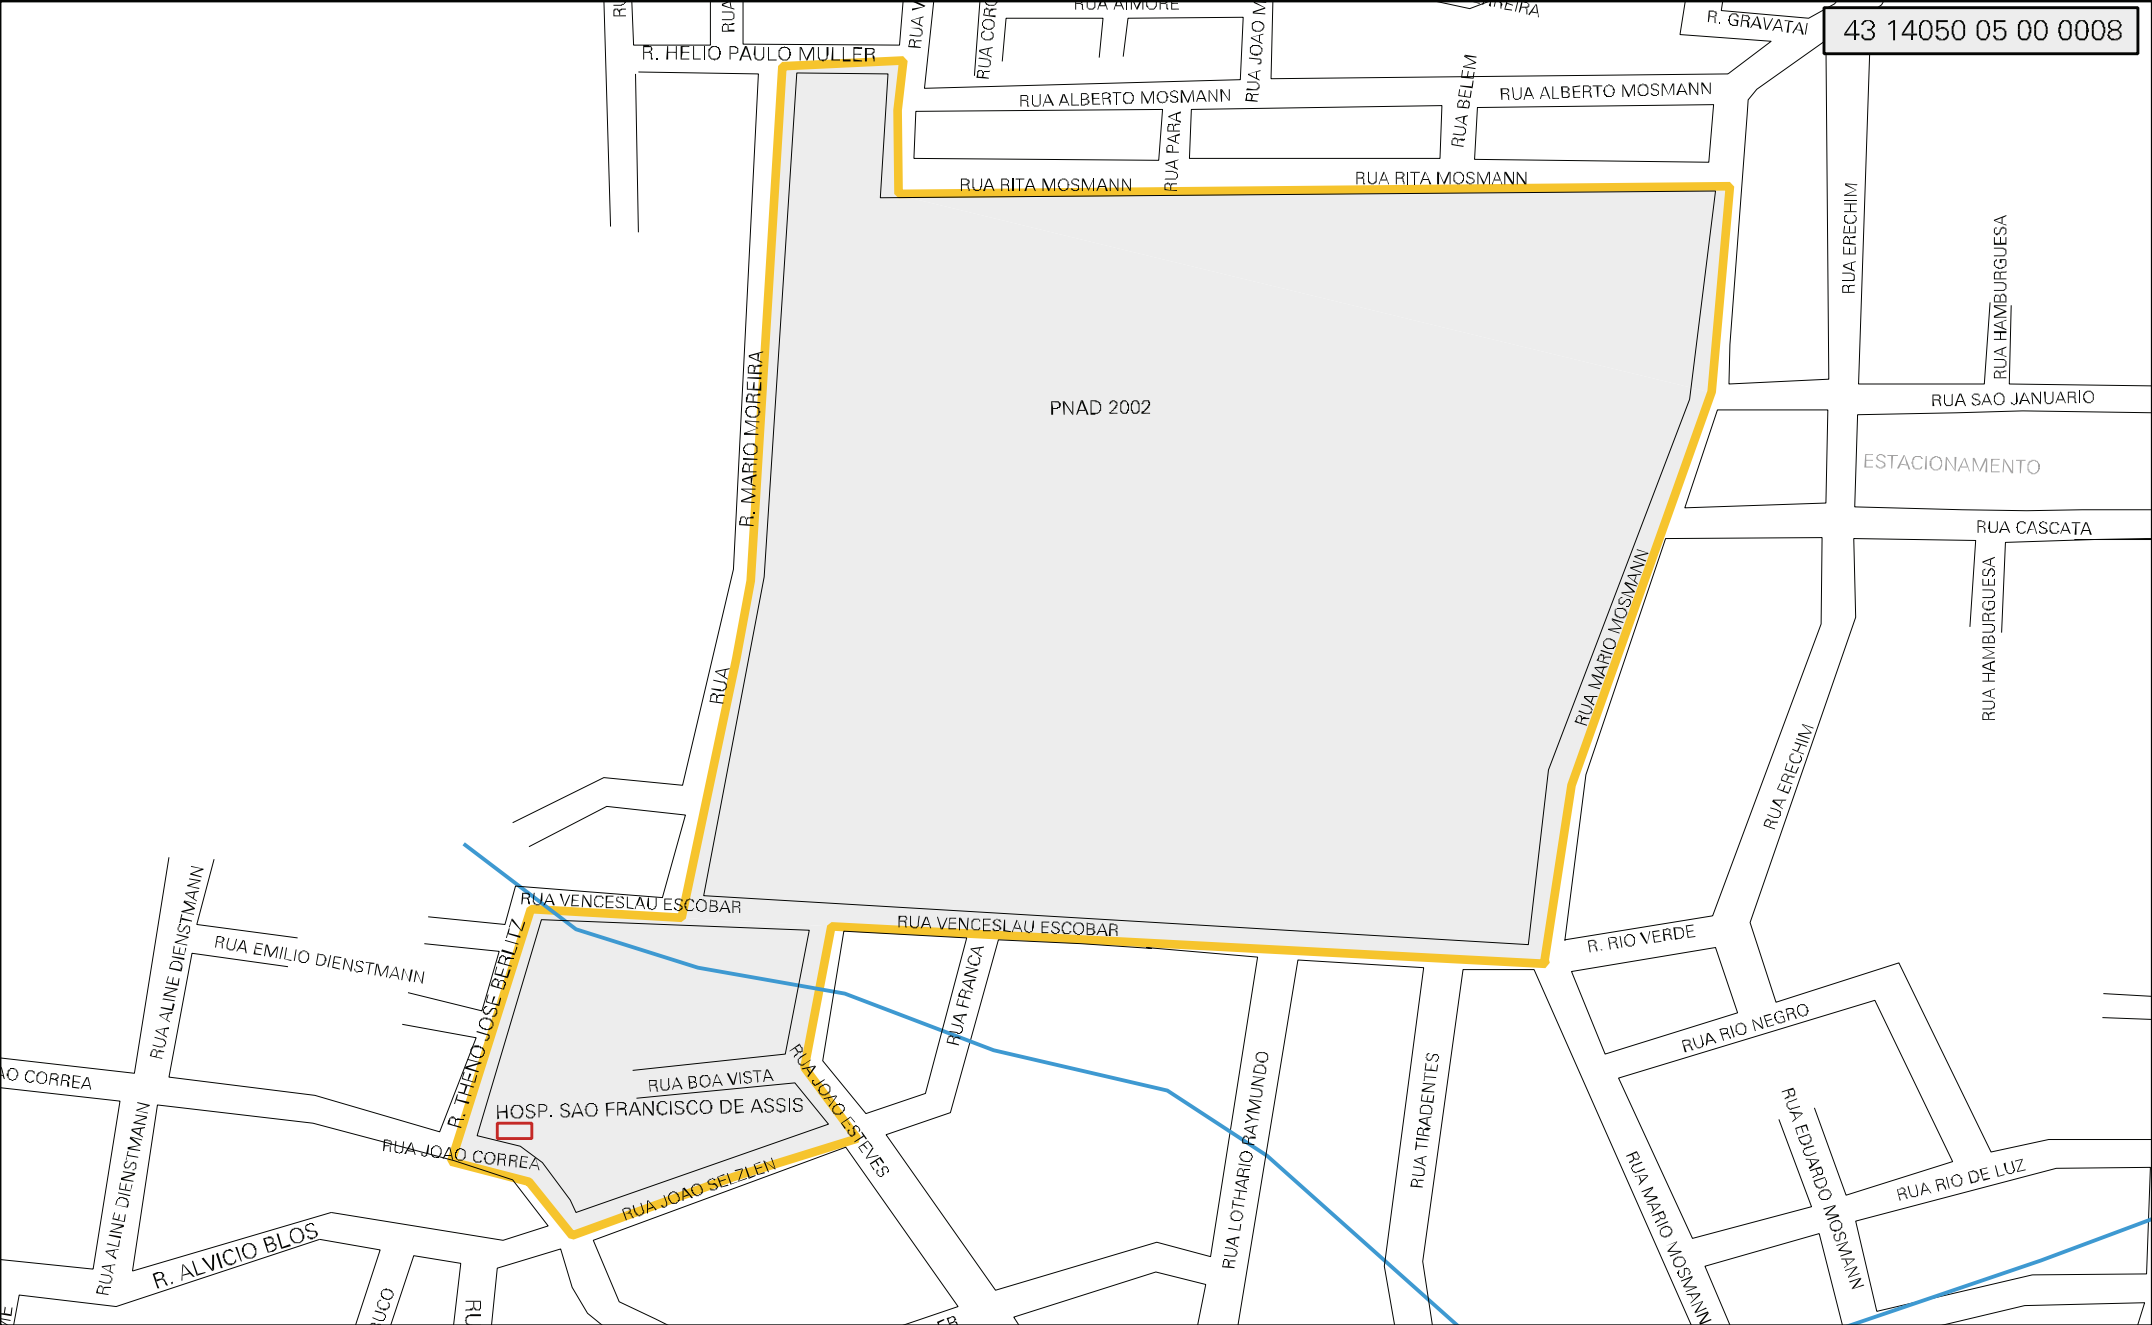 RUA AIMORE
R. GRAVATAI
43 14050 05 00 0008
R. HELIO PAULO MULLER
RUA ALBERTO MOSMANN
RUA BELEM
RUA ALBERTO MOSMANN
RUA PARA
RUA RITA MOSMANN
RUA RITA MOSMANN
RUA ERECHIM
RUA HAMBURGUESA
R. MARIO MOREIRA
PNAD 2002
RUA SAO JANUARIO
ESTACIONAMENTO
RUA CASCATA
RUA MARIO MOSMANN
RUA HAMBURGUESA
RUA
RUA ERECHIM
RUA VENCESLAU ESCOBAR
RUA VENCESLAU ESCOBAR
RUA ALINE DIENSTMANN
RUA EMILIO DIENSTMANN
R. THENO JOSE BERLITZ
RUA FRANCA
R. RIO VERDE
RUA RIO NEGRO
AO CORREA
RUA BOA VISTA
RUA JOAO ESTEVES
HOSP. SAO FRANCISCO DE ASSIS
RUA JOAO CORREA
RUA JOAO SELZLEN
RUA LOTHARIO RAYMUNDO
RUA TIRADENTES
RUA EDUARDO MOSMANN
RUA RIO DE LUZ
RUA MARIO MOSMANN
RUA ALINE DIENSTMANN
R. ALVICIO BLOS